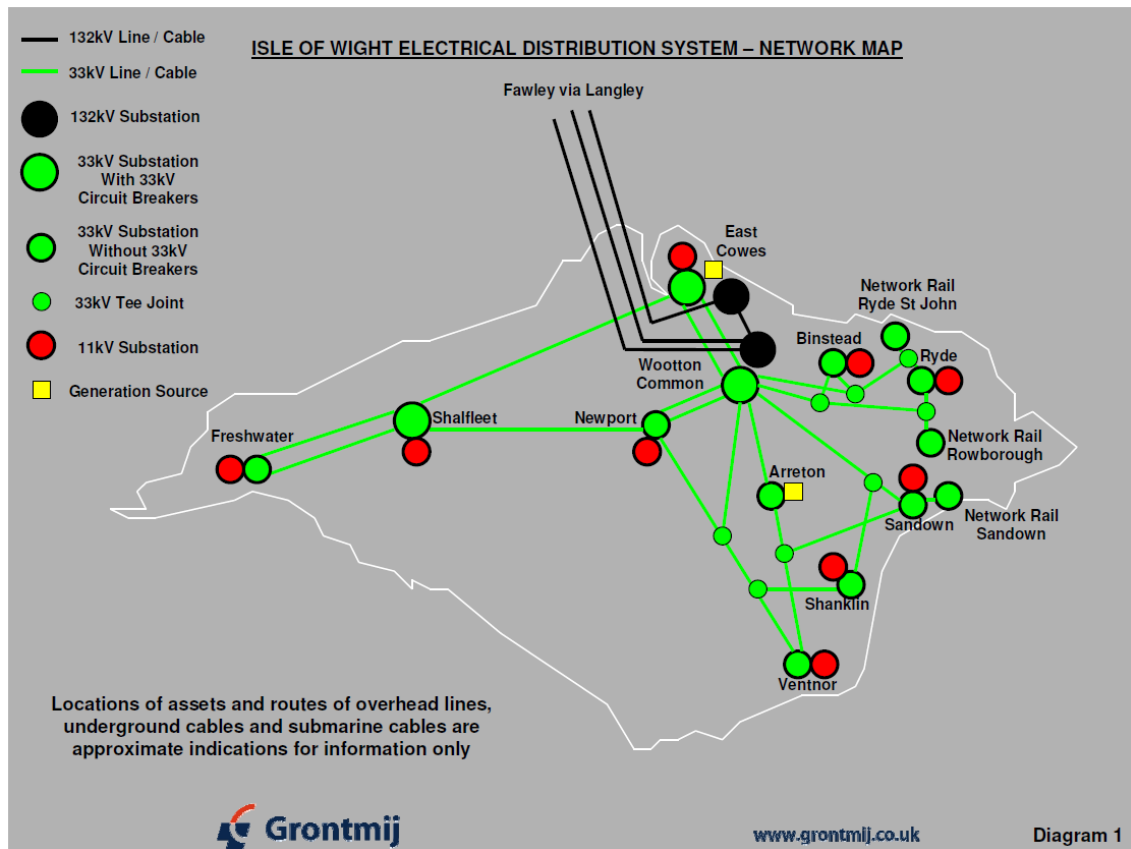 132kV Line / Cable
ISLE OF WIGHT ELECTRICAL DISTRIBUTION SYSTEM – NETWORK MAP
33kV Line / Cable
Fawley via Langley
132kV Substation
33kV Substation
With 33kV
Circuit Breakers
33kV Substation
Without 33kV
Circuit Breakers
33kV Tee Joint
11kV Substation
Generation Source
East
Cowes
Network Rail
Ryde St John
Binstead
Ryde
Wootton
Common
Newport
Shalfleet
Freshwater
Network Rail
Rowborough
Arreton
Sandown
Network Rail
Sandown
Shanklin
Ventnor
Locations of assets and routes of overhead lines,
underground cables and submarine cables are
approximate indications for information only
Grontmij
www.grontmij.co.uk
Diagram 1